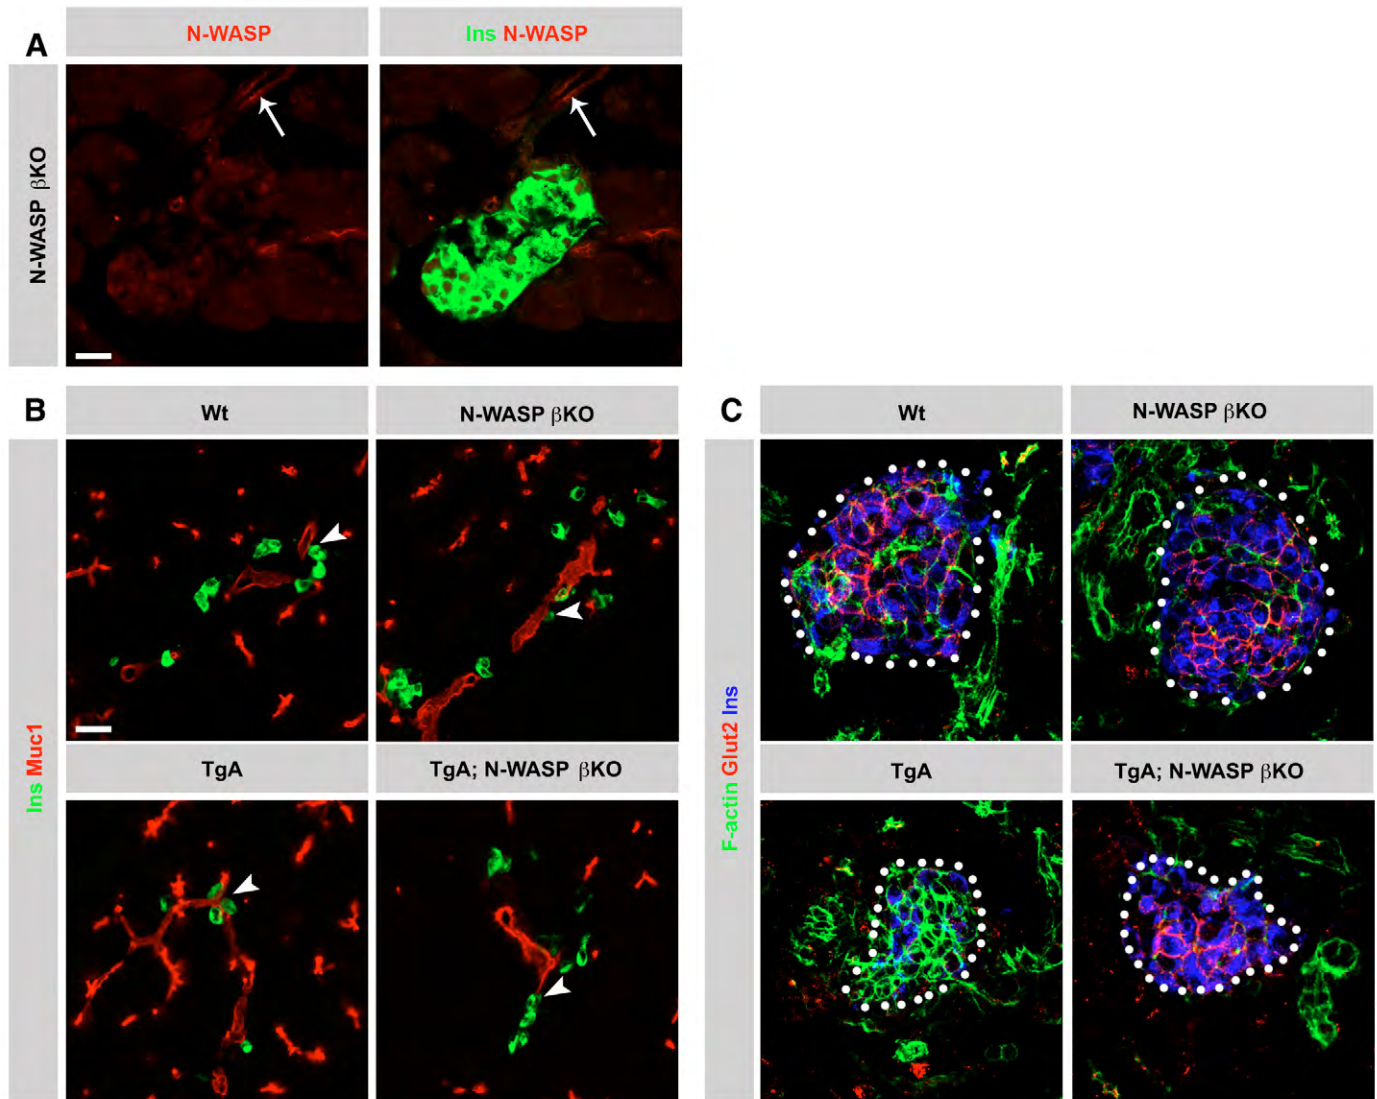 A
N-WASP
Ins N-WASP
N-WASP βKO
B
Wt
N-WASP βKO
Ins Muc1
TgA
TgA; N-WASP βKO
C
Wt
N-WASP βKO
F-actin Glut2 Ins
TgA
TgA; N-WASP βKO